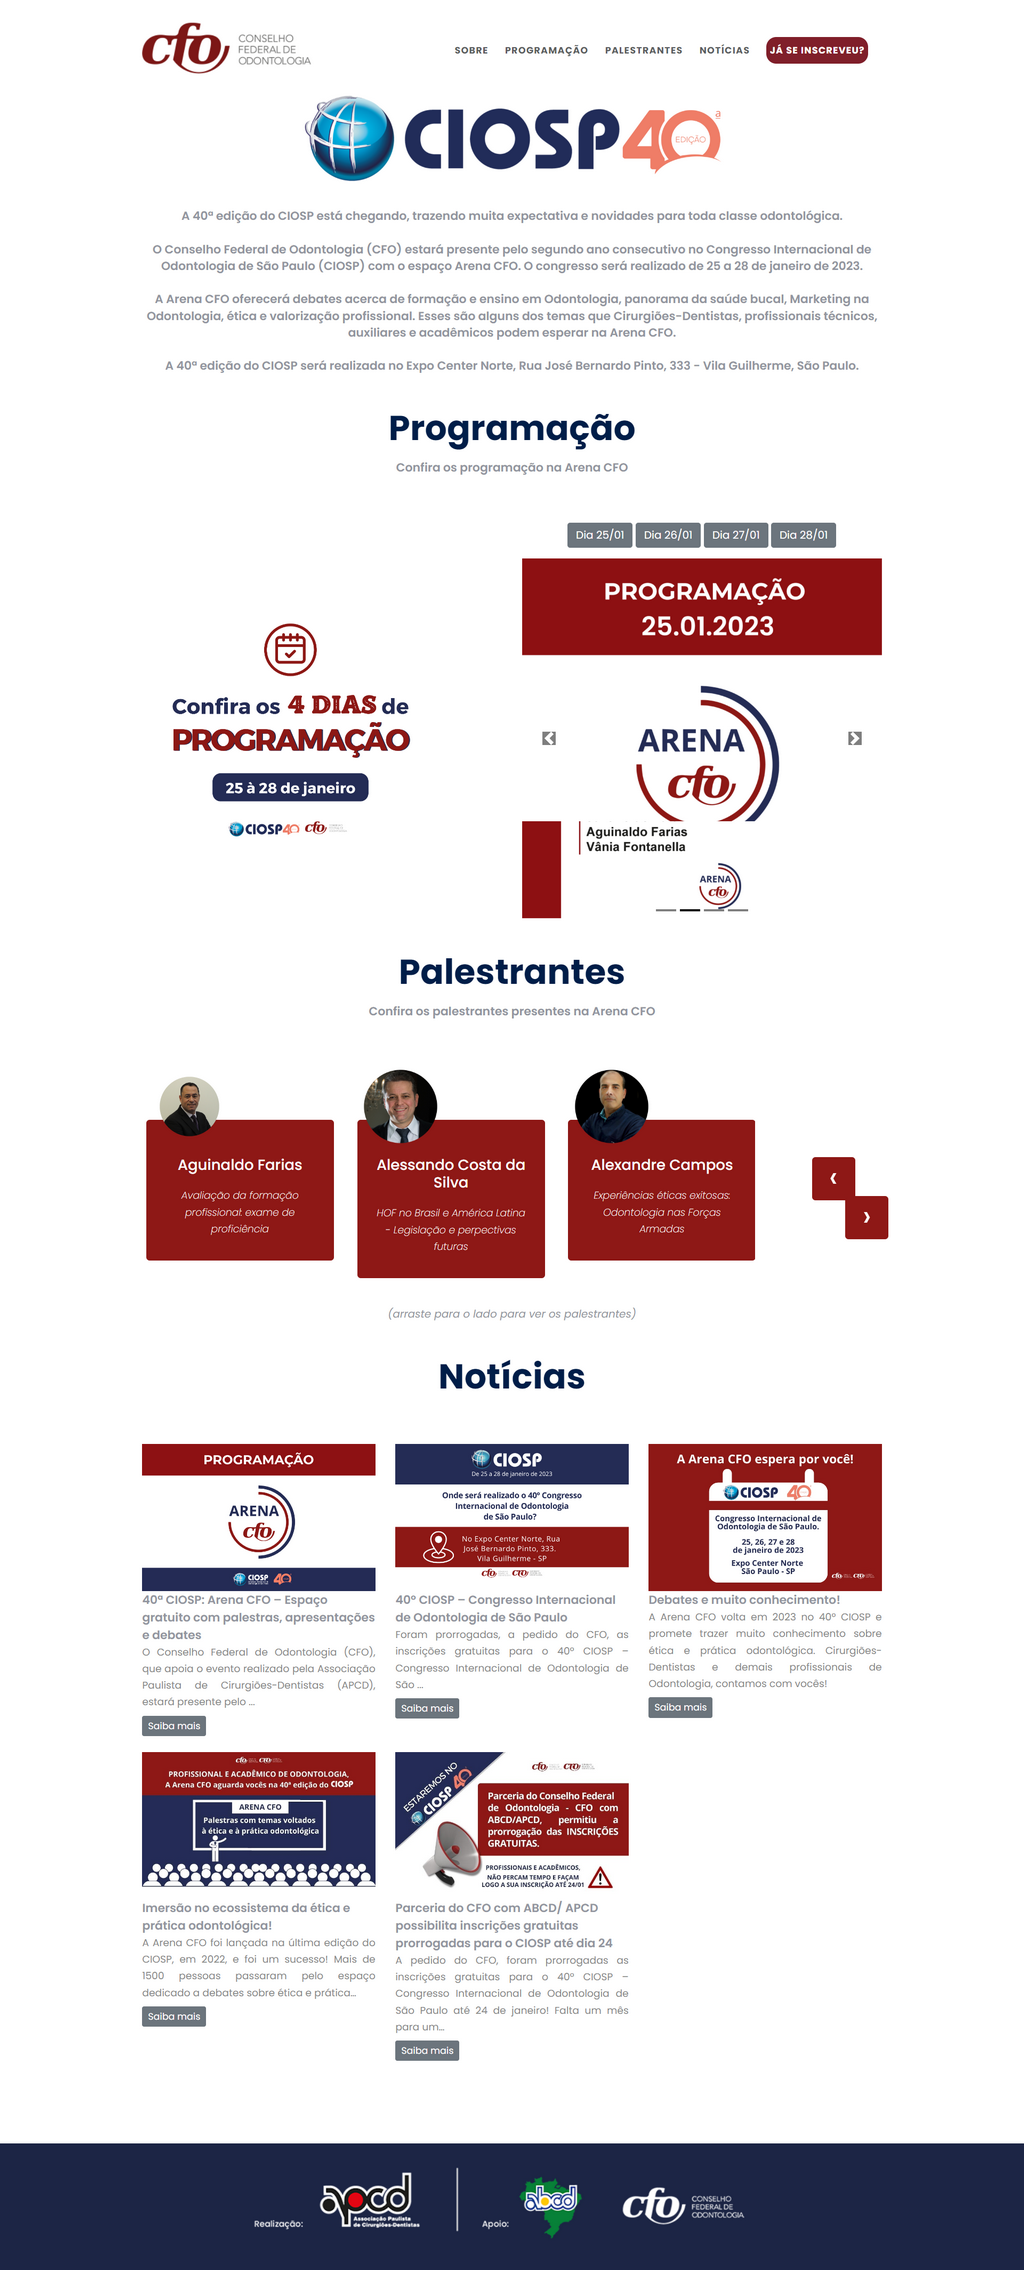 cfo CONSELHO
FEDERAL DE
ODONTOLOGIA
SOBRE PROGRAMAÇÃO PALESTRANTES NOTÍCIAS JÁ SE INSCREVEU?
CIOSP 40ª EDIÇÃO
A 40ª edição do CIOSP está chegando, trazendo muita expectativa e novidades para toda classe odontológica.
O Conselho Federal de Odontologia (CFO) estará presente pelo segundo ano consecutivo no Congresso Internacional de
Odontologia de São Paulo (CIOSP) com o espaço Arena CFO. O congresso será realizado de 25 a 28 de janeiro de 2023.
A Arena CFO oferecerá debates acerca de formação e ensino em Odontologia, panorama da saúde bucal, Marketing na
Odontologia, ética e valorização profissional. Esses são alguns dos temas que Cirurgiões-Dentistas, profissionais técnicos,
auxiliares e acadêmicos podem esperar na Arena CFO.
A 40ª edição do CIOSP será realizada no Expo Center Norte, Rua José Bernardo Pinto, 333 - Vila Guilherme, São Paulo.
Programação
Confira os programação na Arena CFO
Confira os 4 DIAS de
PROGRAMAÇÃO
25 à 28 de janeiro
CIOSP 40 cfo
Dia 25/01 Dia 26/01 Dia 27/01 Dia 28/01
PROGRAMAÇÃO
25.01.2023
ARENA
cfo
Aguinaldo Farias
Vânia Fontanella
ARENA
cfo
Palestrantes
Confira os palestrantes presentes na Arena CFO
Aguinaldo Farias
Avaliação da formação
profissional: exame de
proficiência
Alessando Costa da
Silva
HOF no Brasil e América Latina
- Legislação e perpectivas
futuras
Alexandre Campos
Experiências éticas exitosas:
Odontologia nas Forças
Armadas
(arraste para o lado para ver os palestrantes)
Notícias
PROGRAMAÇÃO
ARENA
cfo
CIOSP 40
40ª CIOSP: Arena CFO – Espaço
gratuito com palestras, apresentações
e debates
O Conselho Federal de Odontologia (CFO),
que apoia o evento realizado pela Associação
Paulista de Cirurgiões-Dentistas (APCD),
estará presente pelo ...
Saiba mais
CIOSP
De 25 a 28 de janeiro de 2023
Onde será realizado o 40º Congresso
Internacional de Odontologia
de São Paulo?
No Expo Center Norte, Rua
José Bernardo Pinto, 333.
Vila Guilherme - SP
cfo
40º CIOSP – Congresso Internacional
de Odontologia de São Paulo
Foram prorrogadas, a pedido do CFO, as
inscrições gratuitas para o 40º CIOSP –
Congresso Internacional de Odontologia de
São ...
Saiba mais
A Arena CFO espera por você!
CIOSP 40
Congresso Internacional de
Odontologia de São Paulo.
25, 26, 27 e 28
de janeiro de 2023
Expo Center Norte
São Paulo - SP
cfo
Debates e muito conhecimento!
A Arena CFO volta em 2023 no 40º CIOSP e
promete trazer muito conhecimento sobre
ética e prática odontológica. Cirurgiões-
Dentistas e demais profissionais de
Odontologia, contamos com vocês!
Saiba mais
cfo
PROFISSIONAL E ACADÊMICO DE ODONTOLOGIA,
A Arena CFO aguarda vocês na 40ª edição do CIOSP
ARENA CFO
Palestras com temas voltados
à ética e à prática odontológica
Imersão no ecossistema da ética e
prática odontológica!
A Arena CFO foi lançada na última edição do
CIOSP, em 2022, e foi um sucesso! Mais de
1500 pessoas passaram pelo espaço
dedicado a debates sobre ética e prática...
Saiba mais
ESTAREMOS NO
CIOSP 40
cfo
Parceria do Conselho Federal
de Odontologia - CFO com
ABCD/APCD, permitiu a
prorrogação das INSCRIÇÕES
GRATUITAS.
PROFISSIONAIS E ACADÊMICOS,
NÃO PERCAM TEMPO E FAÇAM
LOGO A SUA INSCRIÇÃO ATÉ 24/01
Parceria do CFO com ABCD/ APCD
possibilita inscrições gratuitas
prorrogadas para o CIOSP até dia 24
A pedido do CFO, foram prorrogadas as
inscrições gratuitas para o 40º CIOSP –
Congresso Internacional de Odontologia de
São Paulo até 24 de janeiro! Falta um mês
para um...
Saiba mais
Realização:
apcd
Associação Paulista
de Cirurgiões-Dentistas
Apoio:
abcd
cfo CONSELHO
FEDERAL DE
ODONTOLOGIA